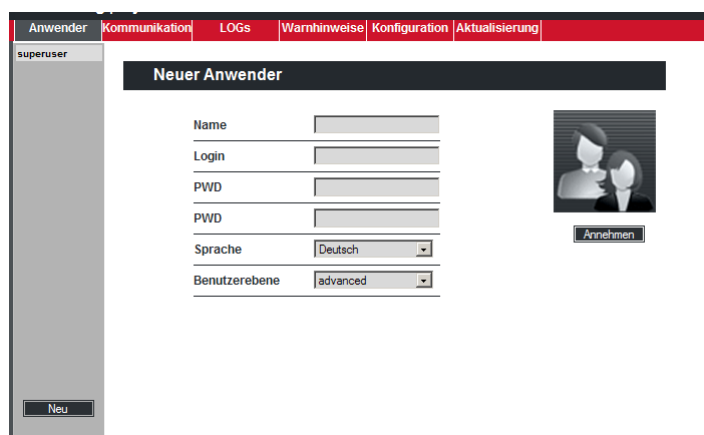 Anwender Kommunikation LOGs Warnhinweise Konfiguration Aktualisierung
superuser
Neuer Anwender
Name
Login
PWD
PWD
Sprache Deutsch
Benutzerebene advanced
Annehmen
Neu